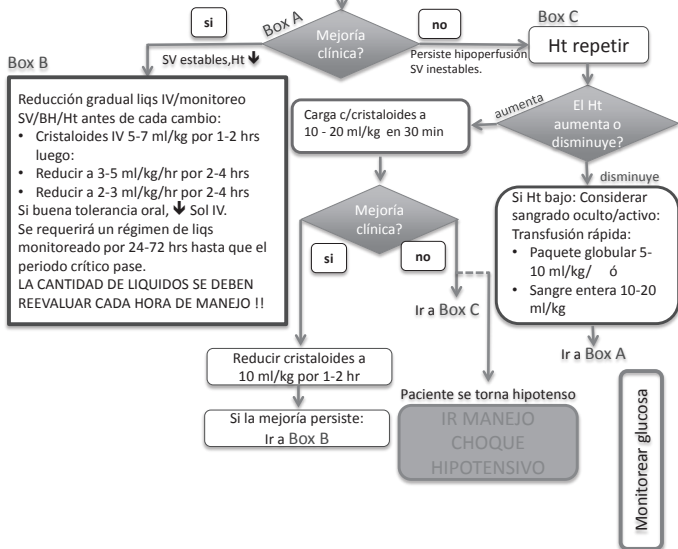 si
Box A
Mejoría
clínica?
no
Box C
Ht repetir
Box B
SV estables,Ht 🡻
Persiste hipoperfusión
SV inestables.
Reducción gradual liqs IV/monitoreo
SV/BH/Ht antes de cada cambio:
• Cristaloides IV 5-7 ml/kg por 1-2 hrs
luego:
• Reducir a 3-5 ml/kg/hr por 2-4 hrs
• Reducir a 2-3 ml/kg/hr por 2-4 hrs
Si buena tolerancia oral, 🡻 Sol IV.
Se requerirá un régimen de liqs
monitoreado por 24-72 hrs hasta que el
periodo crítico pase.
LA CANTIDAD DE LIQUIDOS SE DEBEN
REEVALUAR CADA HORA DE MANEJO !!
aumenta
El Ht
aumenta o
disminuye?
Carga c/cristaloides a
10 - 20 ml/kg en 30 min
disminuye
Si Ht bajo: Considerar
sangrado oculto/activo:
Transfusión rápida:
• Paquete globular 5-
10 ml/kg/ ó
• Sangre entera 10-20
ml/kg
Ir a Box A
Mejoría
clínica?
si
no
Ir a Box C
Reducir cristaloides a
10 ml/kg por 1-2 hr
Si la mejoría persiste:
Ir a Box B
Paciente se torna hipotenso
IR MANEJO
CHOQUE
HIPOTENSIVO
Monitorear glucosa